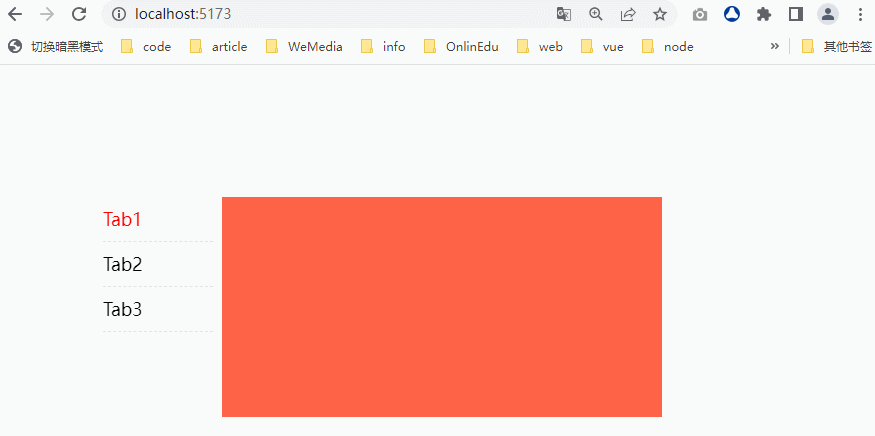 localhost:5173
切换暗黑模式 code article WeMedia info OnlinEdu web vue node » 其他书签
Tab1
Tab2
Tab3